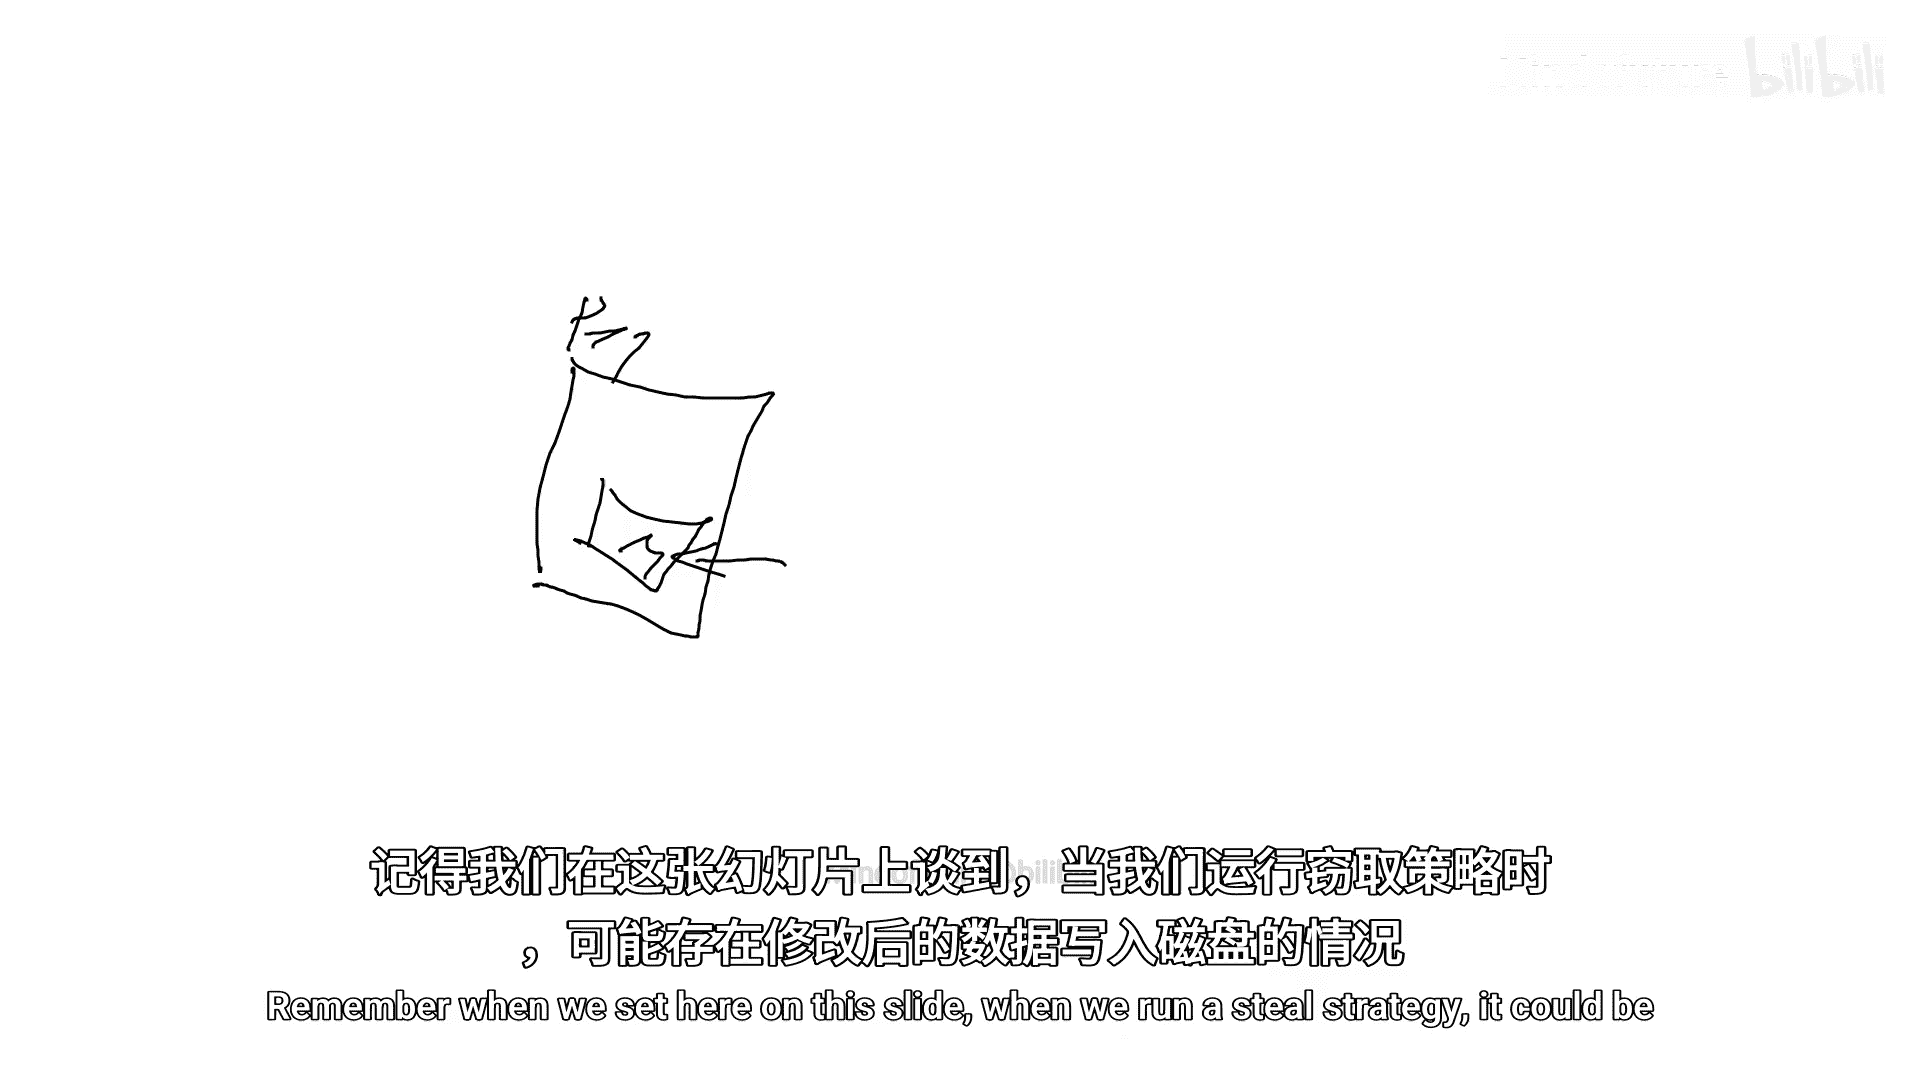 bilibili
记得我们在这张幻灯片上谈到，当我们运行窃取策略时
，可能存在修改后的数据写入磁盘的情况
Remember when we set here on this slide, when we run a steal strategy, it could be